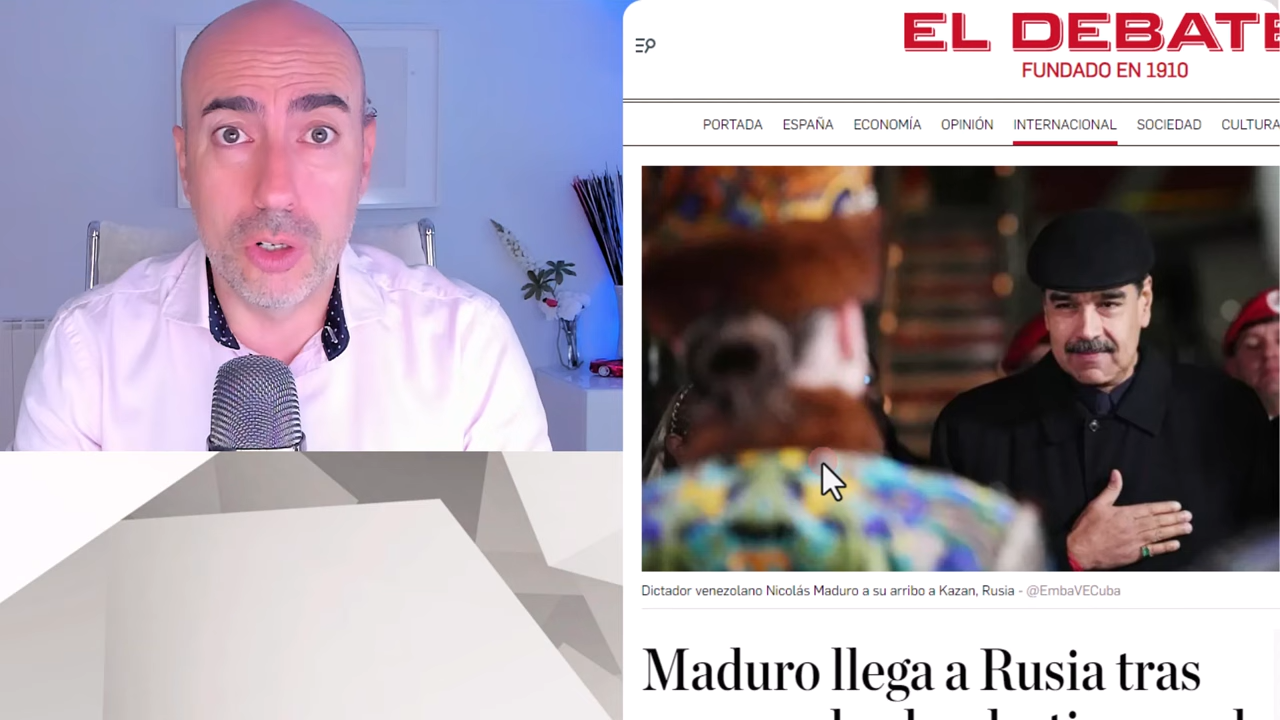 EL DEBATE
FUNDADO EN 1910
PORTADA ESPAÑA ECONOMÍA OPINIÓN INTERNACIONAL SOCIEDAD CULTURA
Dictador venezolano Nicolás Maduro a su arribo a Kazan, Rusia - @EmbaVECuba
Maduro llega a Rusia tras